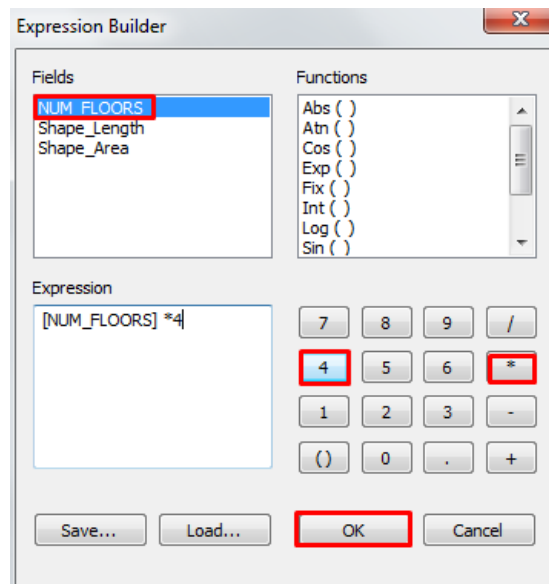 Expression Builder
x
Fields
Functions
NUM_FLOORS
Shape_Length
Shape_Area
Abs ( )
Atn ( )
Cos ( )
Exp ( )
Fix ( )
Int ( )
Log ( )
Sin ( )
Expression
[NUM_FLOORS] *4
7 8 9 /
4 5 6 *
1 2 3 -
() 0 . +
Save... Load... OK Cancel